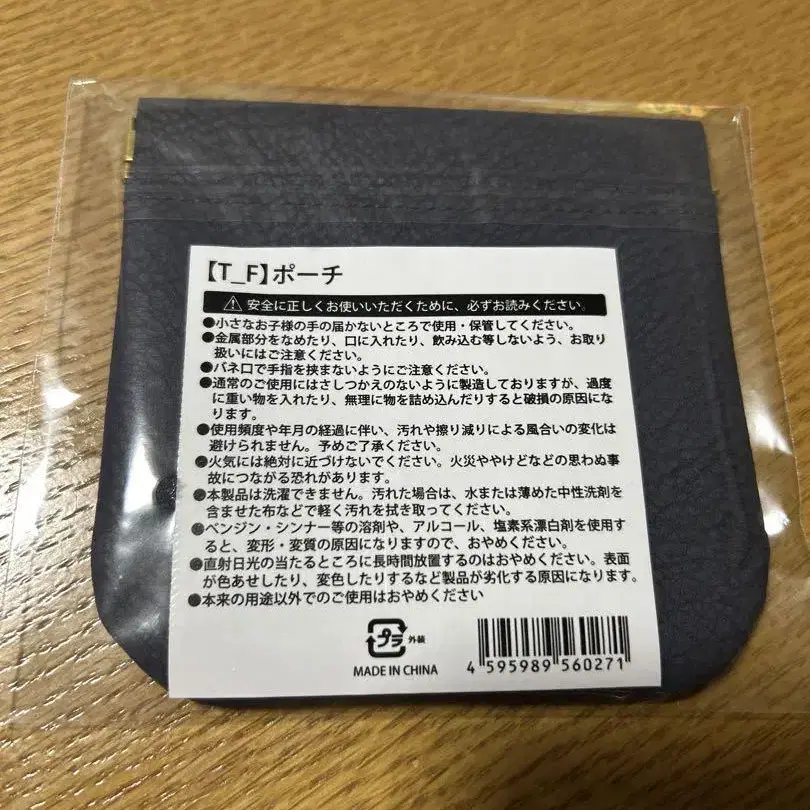 【T_F】ポーチ
安全に正しくお使いいただくために、必ずお読みください。
●小さなお子様の手の届かないところで使用・保管してください。
●金属部分をなめたり、口に入れたり、飲み込む等しないよう、お取り
扱いにはご注意ください。
●バネ口で手指を挟まないようにご注意ください。
●通常のご使用にはさしつかえのないように製造しておりますが、過度
に重い物を入れたり、無理に物を詰め込んだりすると破損の原因にな
ります。
●使用頻度や年月の経過に伴い、汚れや擦り減りによる風合いの変化は
避けられません。予めご了承ください。
●火気には絶対に近づけないでください。火災ややけどなどの思わぬ事
故につながる恐れがあります。
●本製品は洗濯できません。汚れた場合は、水または薄めた中性洗剤を
含ませた布などで軽く汚れを拭き取ってください。
●ベンジン・シンナー等の溶剤や、アルコール、塩素系漂白剤を使用す
ると、変形・変質の原因になりますので、おやめください。
●直射日光の当たるところに長時間放置するのはおやめください。表面
が色あせしたり、変色したりするなど製品が劣化する原因になります。
●本来の用途以外でのご使用はおやめください
プラ 外装
MADE IN CHINA
4 595989 560271